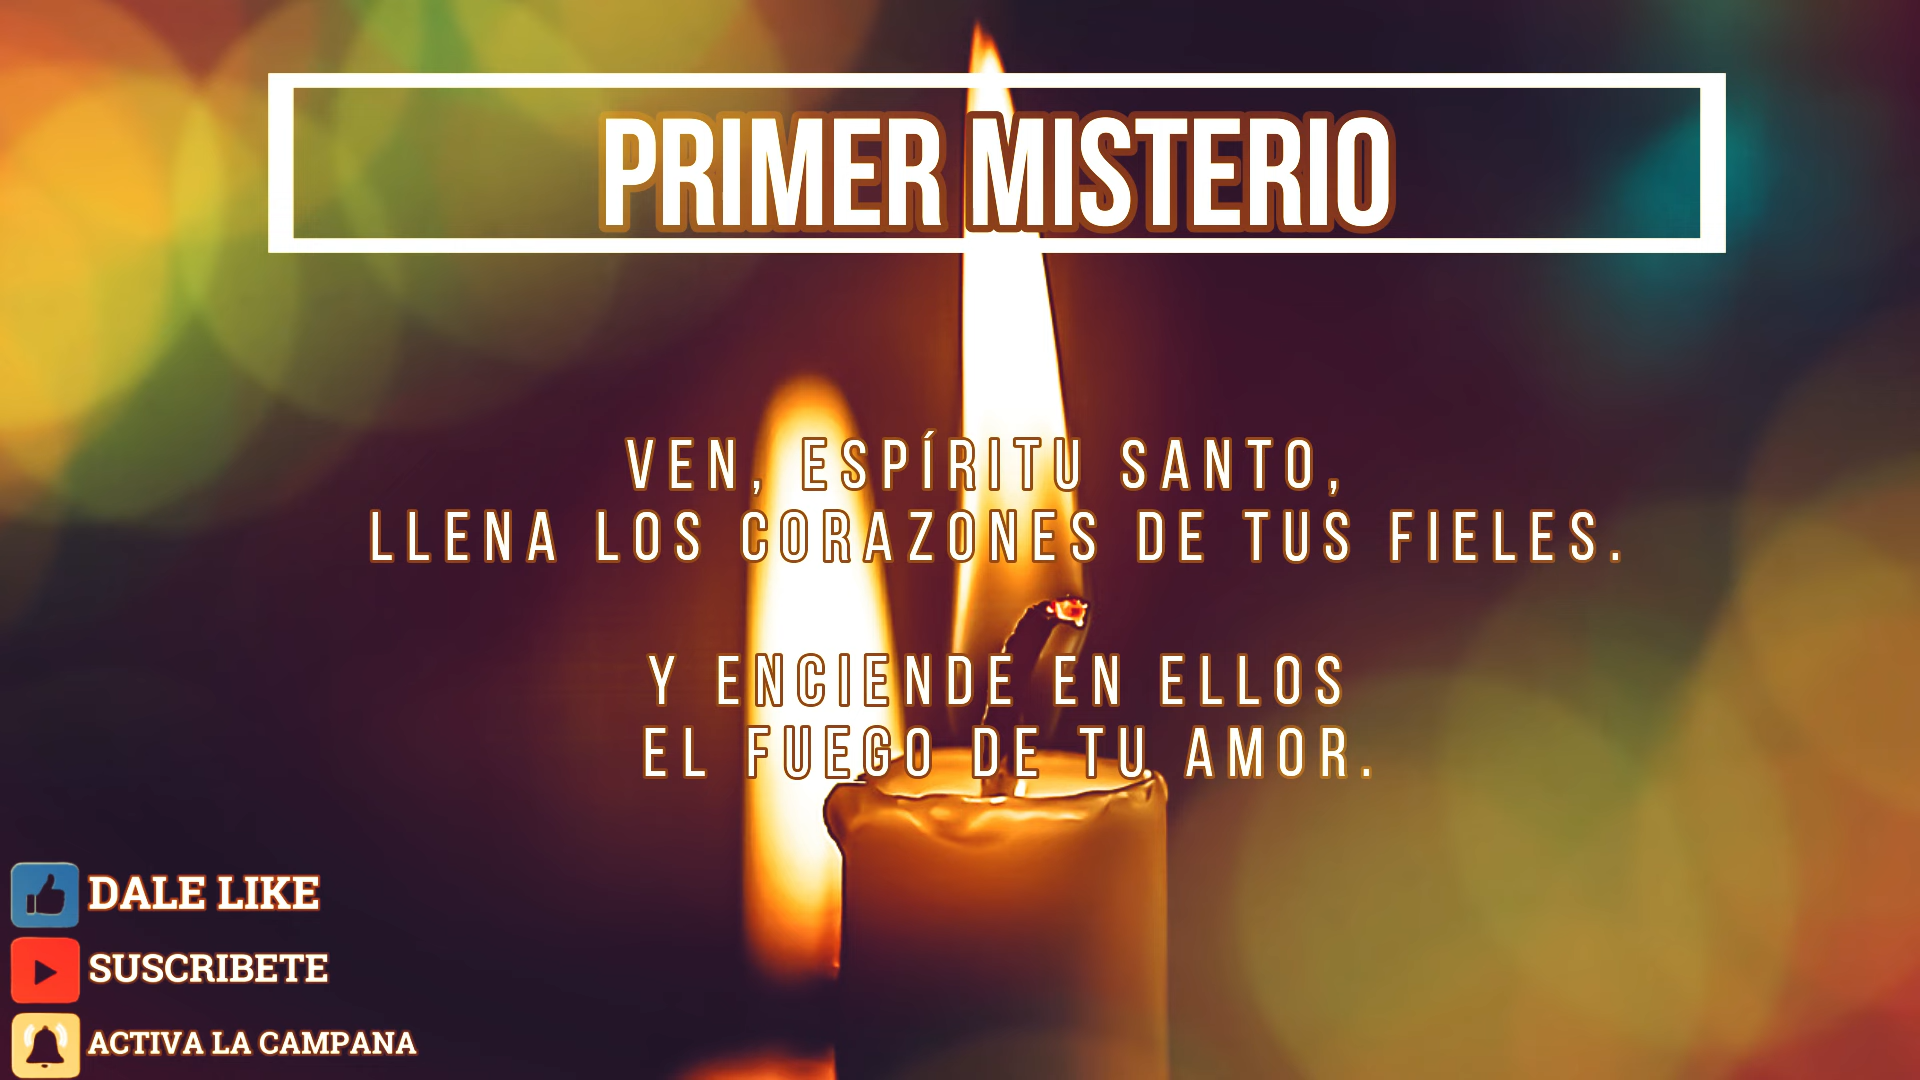 PRIMER MISTERIO
VEN, ESPÍRITU SANTO,
LLENA LOS CORAZONES DE TUS FIELES.
Y ENCIENDE EN ELLOS
EL FUEGO DE TU AMOR.
DALE LIKE
SUSCRIBETE
ACTIVA LA CAMPANA